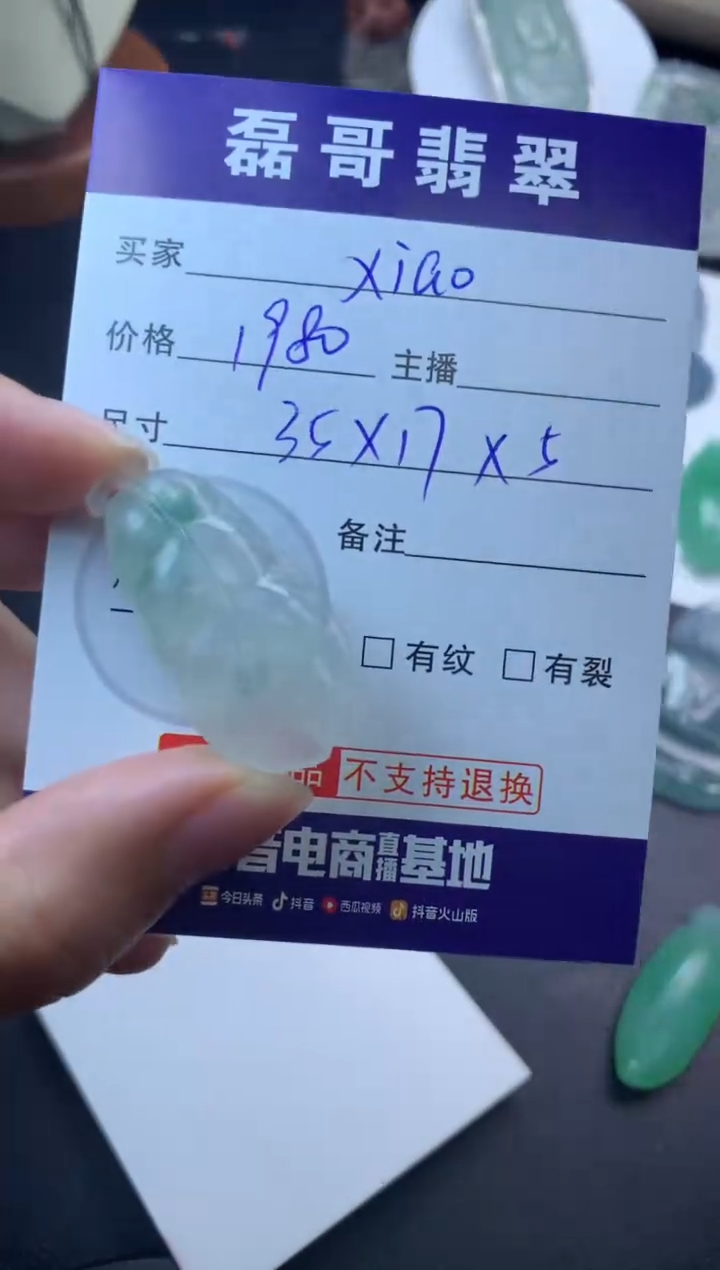 磊哥翡翠
买家 xiao
价格 1980 主播
尺寸 35X17X5
备注
有纹 有裂
品 不支持退换
音电商直播基地
今日头条 抖音 西瓜视频 抖音火山版